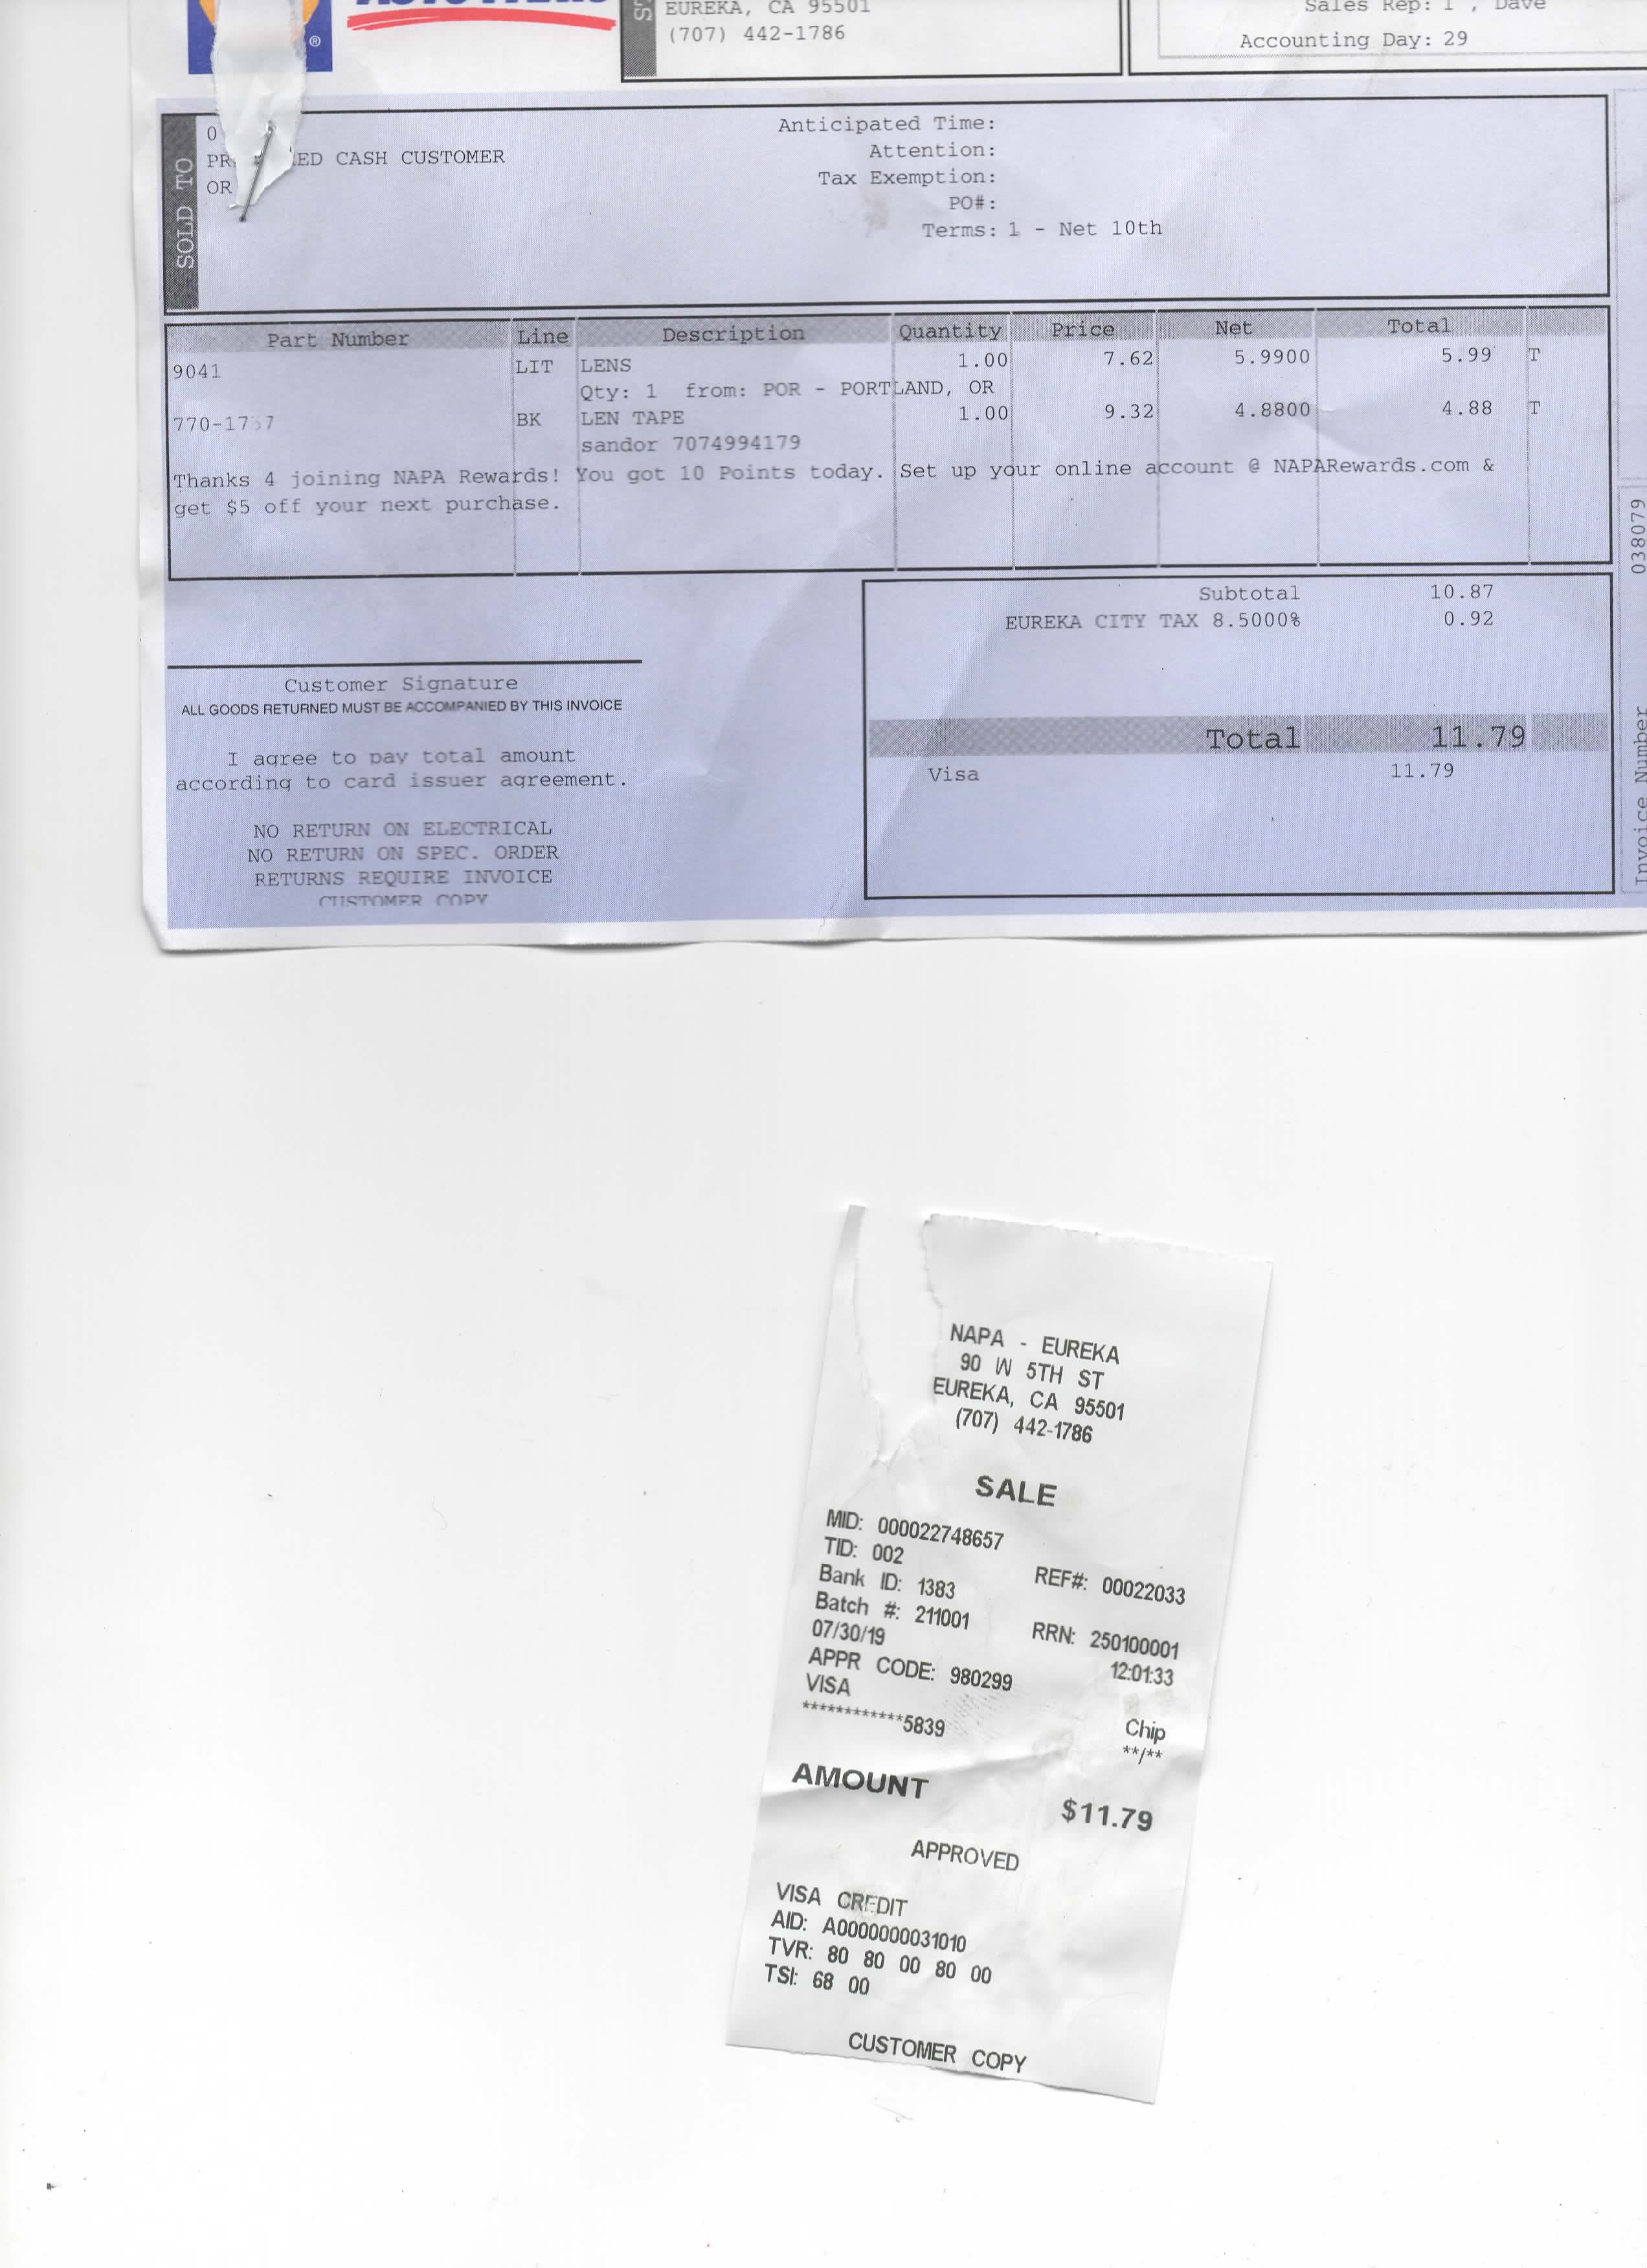 EUREKA, CA 95501
(707) 442-1786
Sales Rep: 1 , Dave
Accounting Day: 29
®
SOLD TO
0
ED CASH CUSTOMER
OR
Anticipated Time:
Attention:
Tax Exemption:
PO#:
Terms: 1 - Net 10th
Part Number Line Description Quantity Price Net Total
9041 LIT LENS 1.00 7.62 5.9900 5.99 T
Qty: 1 from: POR - PORTLAND, OR
BK LEN TAPE 1.00 9.32 4.8800 4.88 T
sandor 7074994179
Thanks 4 joining NAPA Rewards! You got 10 Points today. Set up your online account @ NAPARewards.com &
get $5 off your next purchase.
Subtotal 10.87
EUREKA CITY TAX 8.5000% 0.92
Total 11.79
Visa 11.79
Customer Signature
ALL GOODS RETURNED MUST BE ACCOMPANIED BY THIS INVOICE
I agree to pay total amount
according to card issuer agreement.
NO RETURN ON ELECTRICAL
NO RETURN ON SPEC. ORDER
RETURNS REQUIRE INVOICE
CUSTOMER COPY
Invoice Number 038079
NAPA - EUREKA
90 W 5TH ST
EUREKA, CA 95501
(707) 442-1786
SALE
MID: 000022748657
TID: 002 REF#: 00022033
Bank ID: 1383
Batch #: 211001 RRN: 250100001
07/30/19 12:01:33
APPR CODE: 980299
VISA Chip
************5839 **/**
AMOUNT $11.79
APPROVED
VISA CREDIT
AID: A0000000031010
TVR: 80 80 00 80 00
TSI: 68 00
CUSTOMER COPY